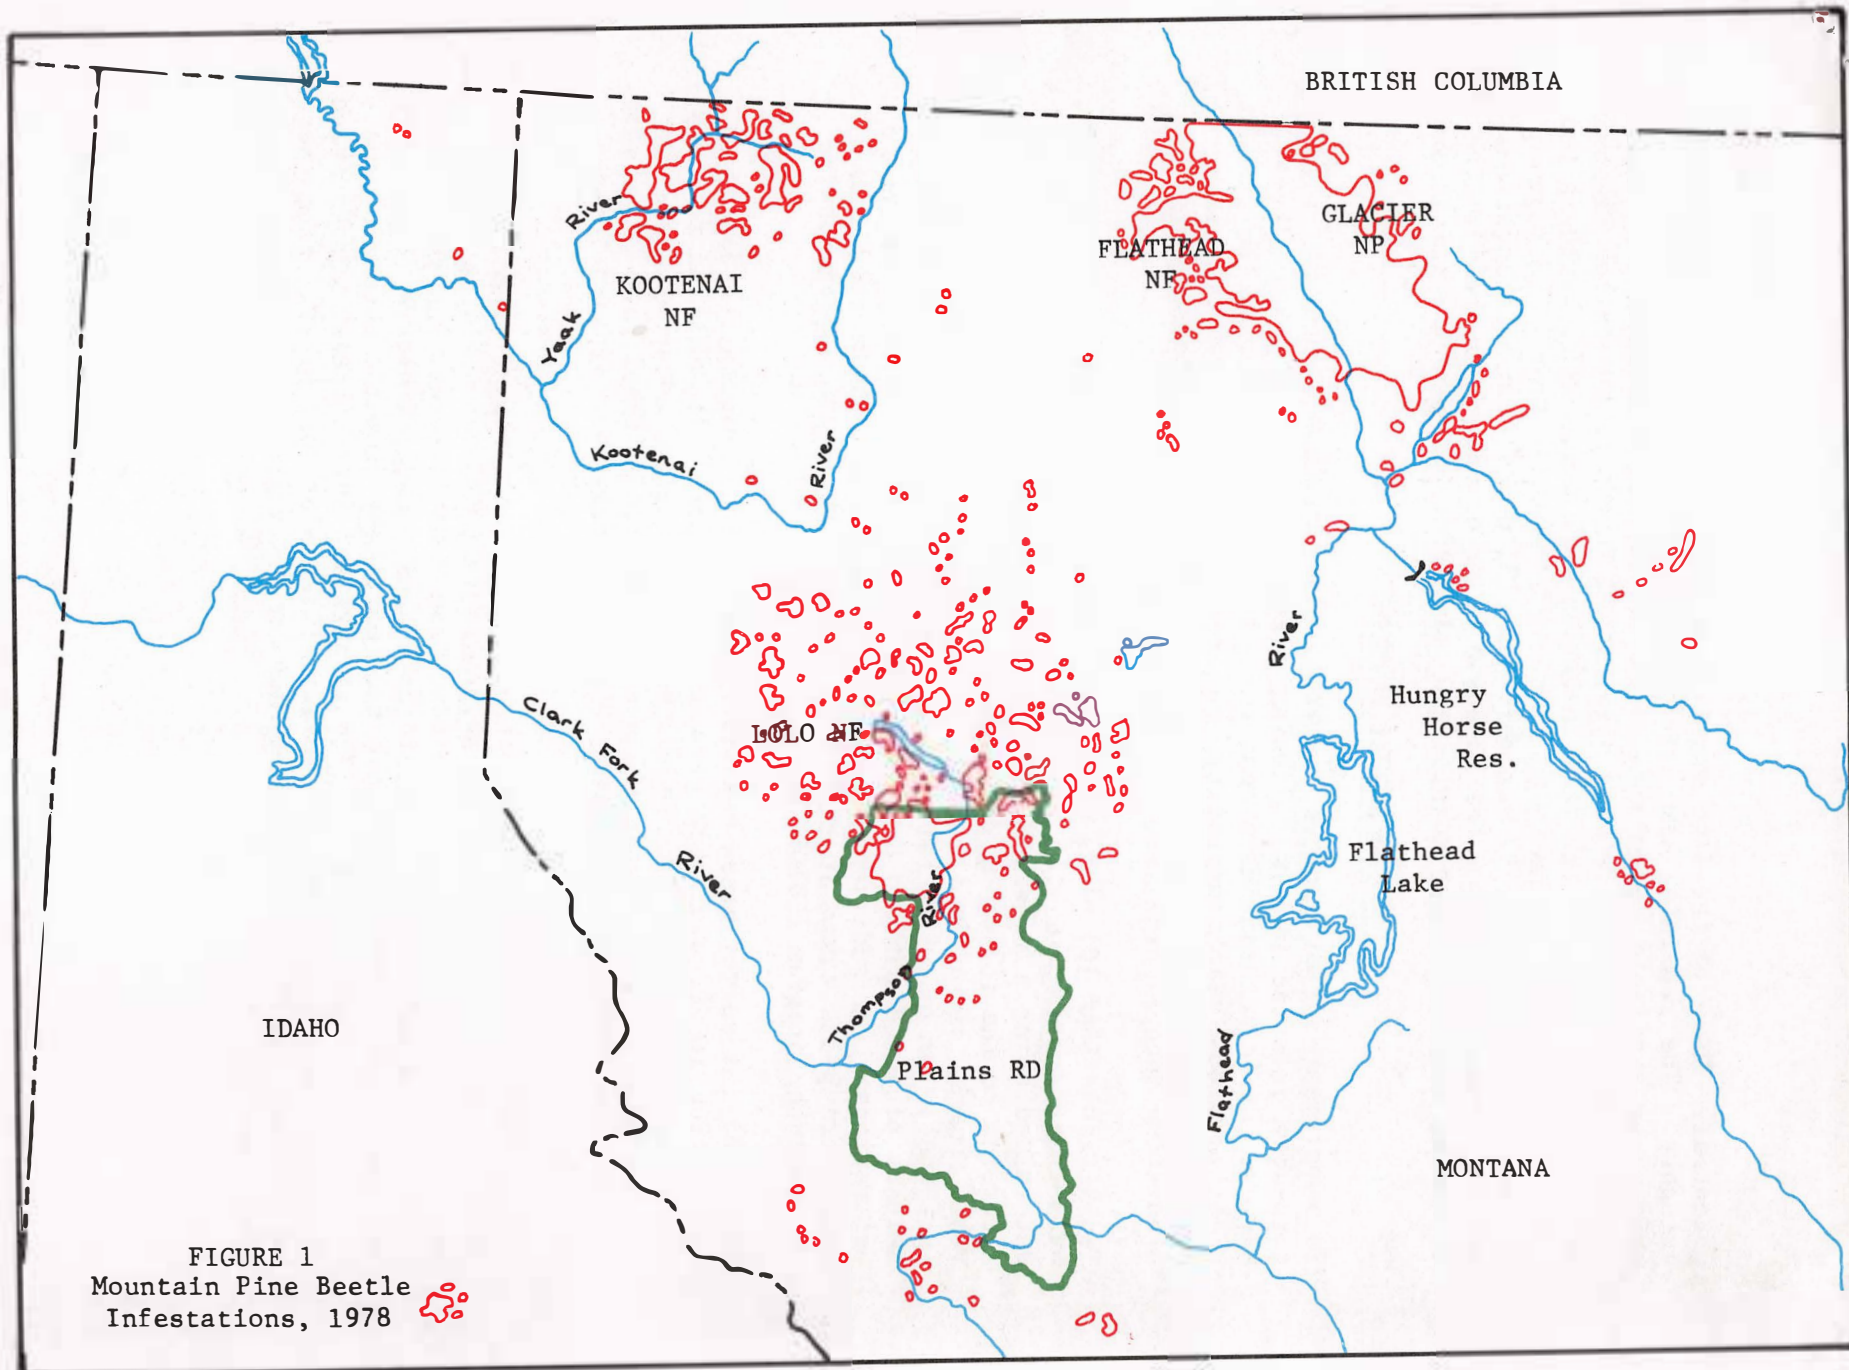 BRITISH COLUMBIA
GLACIER
NP
FLATHEAD
NF
River
KOOTENAI
NF
Yaak
Kootenai
River
River
Hungry
Horse
Res.
Clark Fork
River
LOLO NF
Flathead
Lake
River
Thompson
IDAHO
Plains RD
Flathead
MONTANA
FIGURE 1
Mountain Pine Beetle
Infestations, 1978